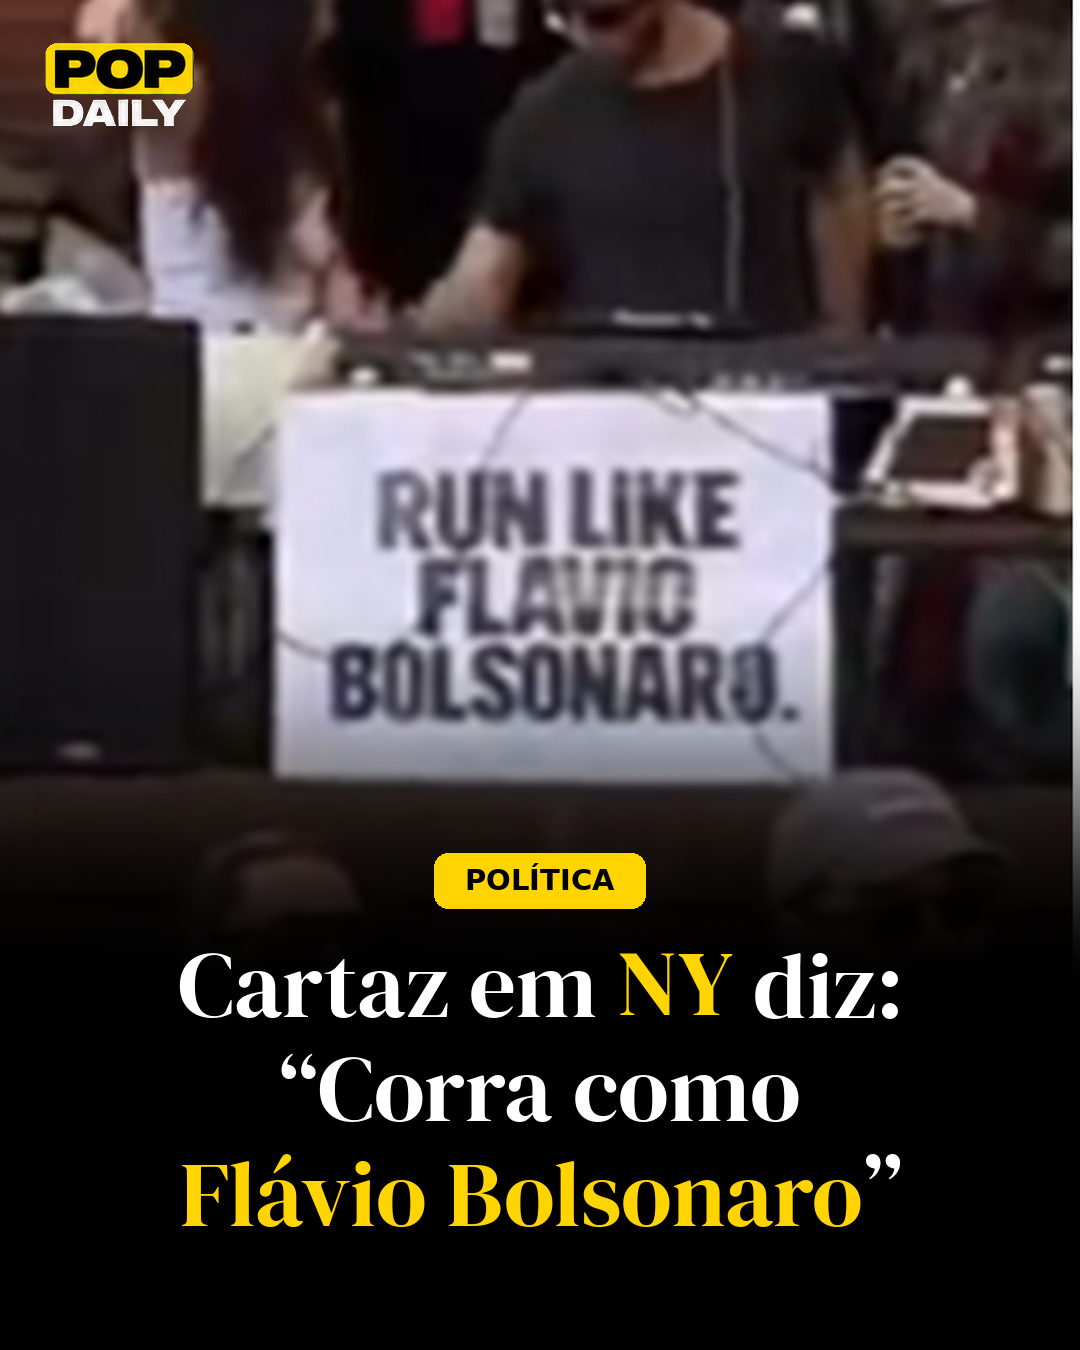 POP
DAILY
RUN LIKE
FLAVIO
BOLSONARO.
POLÍTICA
Cartaz em NY diz:
“Corra como
Flávio Bolsonaro”